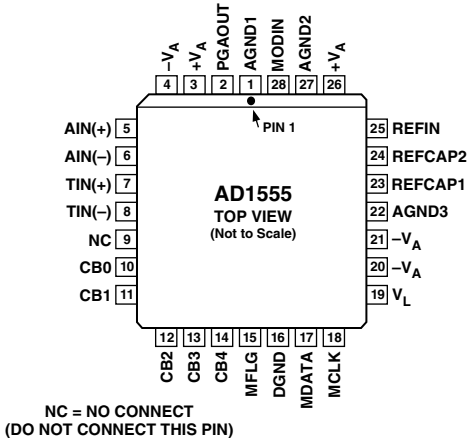 –VA
+VA
PGAOUT
AGND1
MODIN
AGND2
+VA
4 3 2 1 28 27 26
PIN 1
AIN(+) 5
AIN(–) 6
TIN(+) 7
TIN(–) 8
NC 9
CB0 10
CB1 11
AD1555
TOP VIEW
(Not to Scale)
25 REFIN
24 REFCAP2
23 REFCAP1
22 AGND3
21 –VA
20 –VA
19 VL
12 13 14 15 16 17 18
CB2
CB3
CB4
MFLG
DGND
MDATA
MCLK
NC = NO CONNECT
(DO NOT CONNECT THIS PIN)